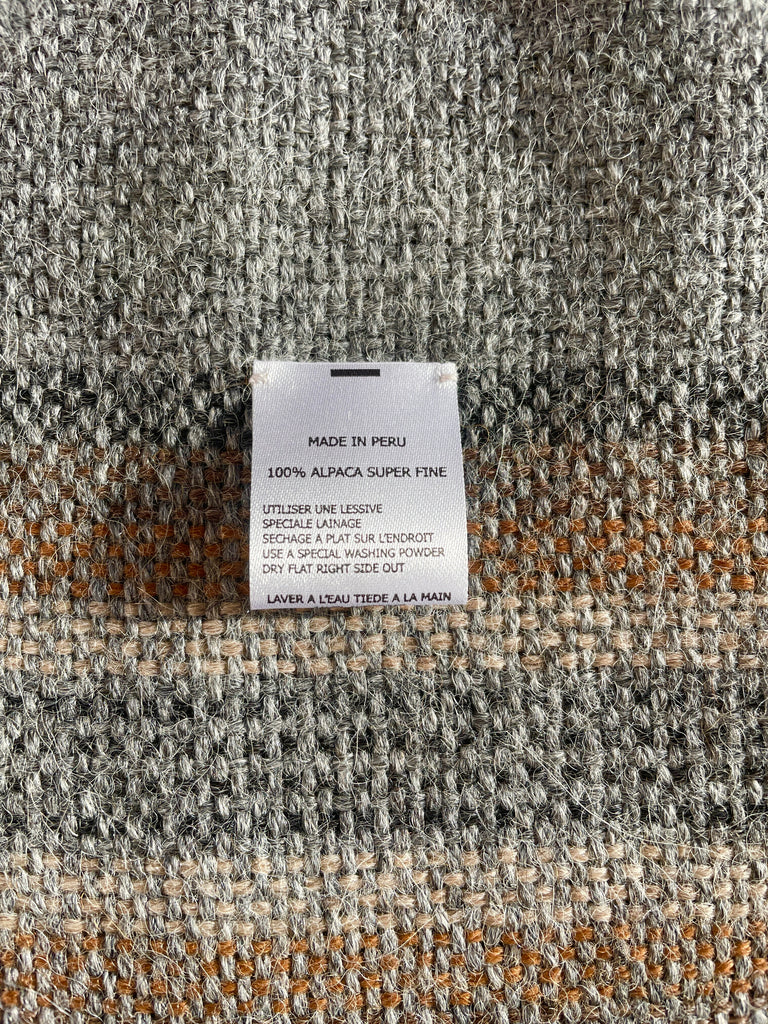 MADE IN PERU
100% ALPACA SUPER FINE
UTILISER UNE LESSIVE
SPECIALE LAINAGE
SECHAGE A PLAT SUR L'ENDROIT
USE A SPECIAL WASHING POWDER
DRY FLAT RIGHT SIDE OUT
LAVER A L'EAU TIEDE A LA MAIN